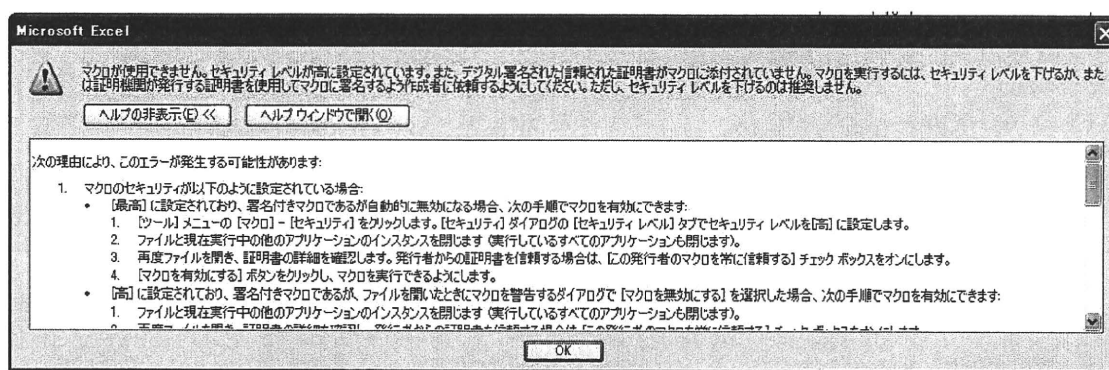 Microsoft Excel
マクロが使用できません。セキュリティ レベルが高に設定されています。また、デジタル署名された信頼された証明書がマクロに添付されていません。マクロを実行するには、セキュリティ レベルを下げるか、また
は証明機関が発行する証明書を使用してマクロに署名するよう作成者に依頼するようにしてください。ただし、セキュリティ レベルを下げるのは推奨しません。
ヘルプの非表示(E) << ヘルプ ウィンドウで開く(O)
次の理由により、このエラーが発生する可能性があります:
1. マクロのセキュリティが以下のように設定されている場合:
• [最高] に設定されており、署名付きマクロであるが自動的に無効になる場合、次の手順でマクロを有効にできます:
1. [ツール] メニューの [マクロ] - [セキュリティ] をクリックします。[セキュリティ] ダイアログの [セキュリティ レベル] タブでセキュリティ レベルを[高] に設定します。
2. ファイルと現在実行中の他のアプリケーションのインスタンスを閉じます (実行しているすべてのアプリケーションも閉じます)。
3. 再度ファイルを開き、証明書の詳細を確認します。発行者からの証明書を信頼する場合は、[この発行者のマクロを常に信頼する] チェック ボックスをオンにします。
4. [マクロを有効にする] ボタンをクリックし、マクロを実行できるようにします。
• [高] に設定されており、署名付きマクロであるが、ファイルを開いたときにマクロを警告するダイアログで [マクロを無効にする] を選択した場合、次の手順でマクロを有効にできます:
1. ファイルと現在実行中の他のアプリケーションのインスタンスを閉じます (実行しているすべてのアプリケーションも閉じます)。
OK